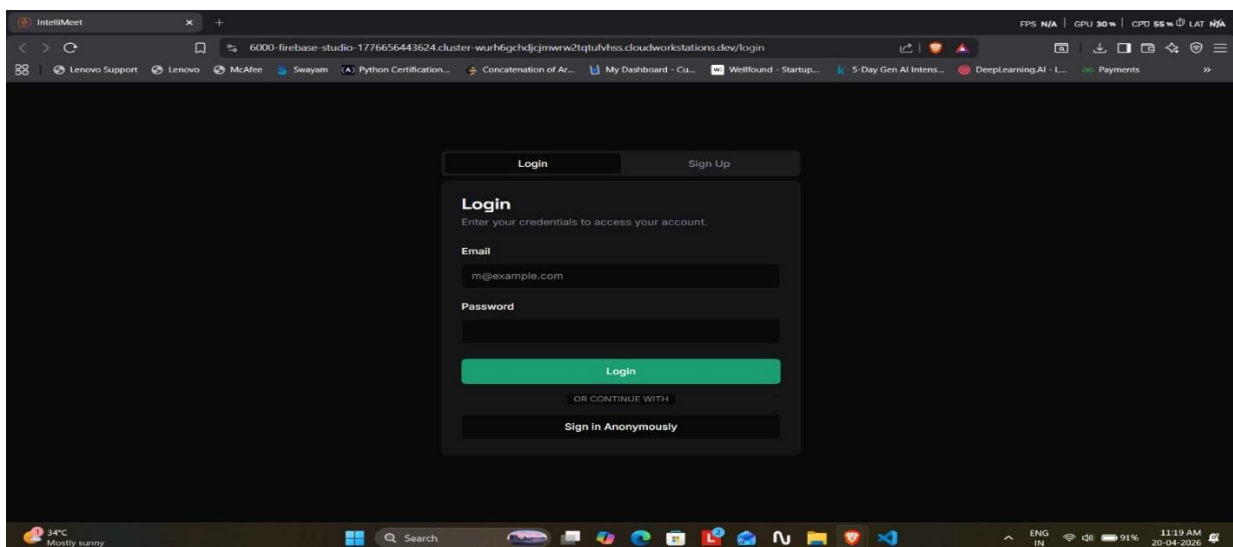 IntelliMeet
FPS N/A GPU 30% CPU 55% LAT N/A
6000-firebase-studio-1776656443624.cluster-wurh6gchdjcjmwrw2tqtufvhss.cloudworkstations.dev/login
Lenovo Support Lenovo McAfee Swayam Python Certification... Concatenation of Ar... My Dashboard - Cu... Wellfound - Startup... 5-Day Gen AI Intens... DeepLearning.AI - L... Payments »
Login Sign Up
Login
Enter your credentials to access your account.
Email
m@example.com
Password
Login
OR CONTINUE WITH
Sign in Anonymously
34°C
Mostly sunny
Search
ENG
IN
91%
11:19 AM
20-04-2026